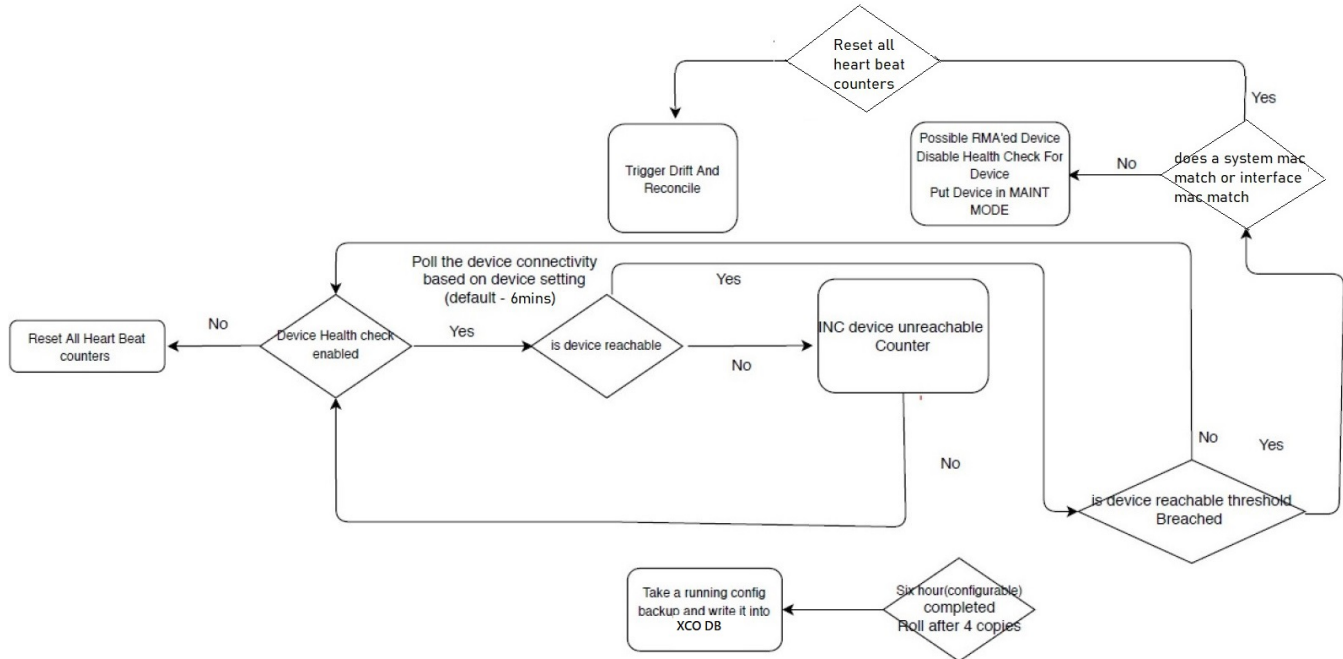 Reset all
heart beat
counters
Yes
Trigger Drift And
Reconcile
Possible RMA'ed Device
Disable Health Check For
Device
Put Device in MAINT
MODE
No
does a system mac
match or interface
mac match
Poll the device connectivity
based on device setting
(default - 6mins)
Yes
Reset All Heart Beat
counters
No
Device Health check
enabled
Yes
is device reachable
No
INC device unreachable
Counter
No
No
Yes
is device reachable threshold
Breached
Take a running config
backup and write it into
XCO DB
Six hour(configurable)
completed
Roll after 4 copies